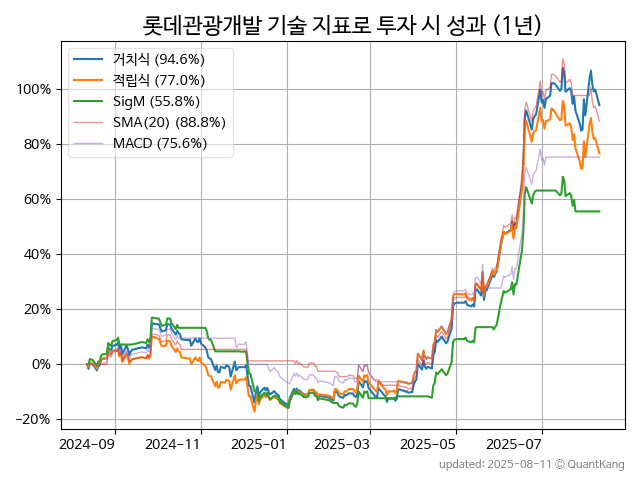 롯데관광개발 기술 지표로 투자 시 성과 (1년)
거치식 (94.6%)
적립식 (77.0%)
SigM (55.8%)
SMA(20) (88.8%)
MACD (75.6%)
100%
80%
60%
40%
20%
0%
−20%
2024-09
2024-11
2025-01
2025-03
2025-05
2025-07
updated: 2025-08-11 © QuantKang